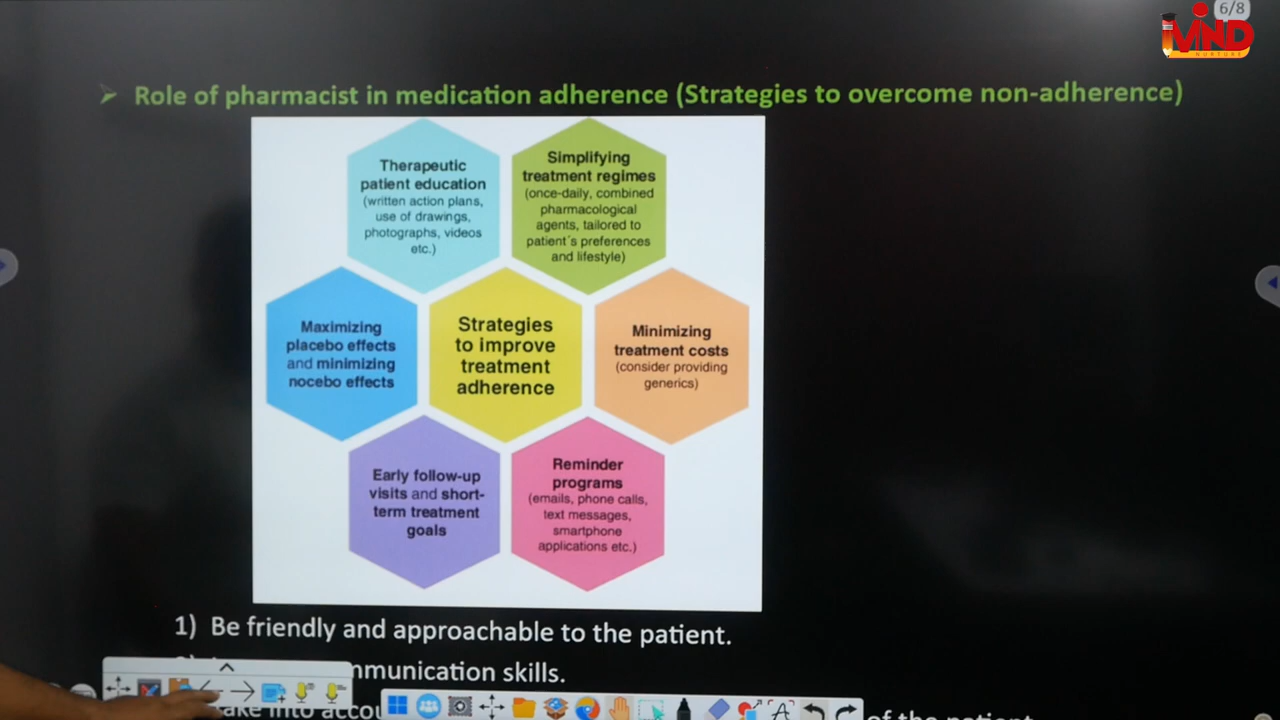 6/8
MIND
NURTURE
➤ Role of pharmacist in medication adherence (Strategies to overcome non-adherence)
Therapeutic
patient education
(written action plans,
use of drawings,
photographs, videos
etc.)
Simplifying
treatment regimes
(once-daily, combined
pharmacological
agents, tailored to
patient´s preferences
and lifestyle)
Maximizing
placebo effects
and minimizing
nocebo effects
Strategies
to improve
treatment
adherence
Minimizing
treatment costs
(consider providing
generics)
Early follow-up
visits and short-
term treatment
goals
Reminder
programs
(emails, phone calls,
text messages,
smartphone
applications etc.)
1) Be friendly and approachable to the patient.
skills.
into of the patient